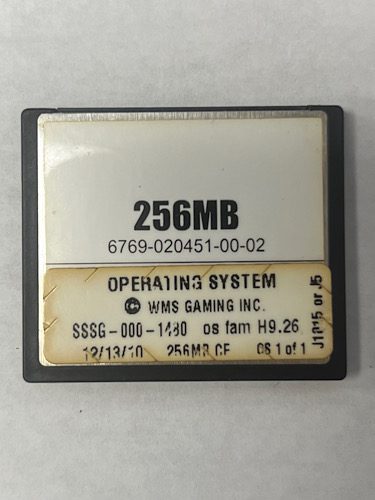 256MB
6769-020451-00-02
OPERATING SYSTEM
© WMS GAMING INC.
SSSG-000-1480 os fam H9.26
12/13/10 256MB CF OS 1 of 1
J1215 or J5